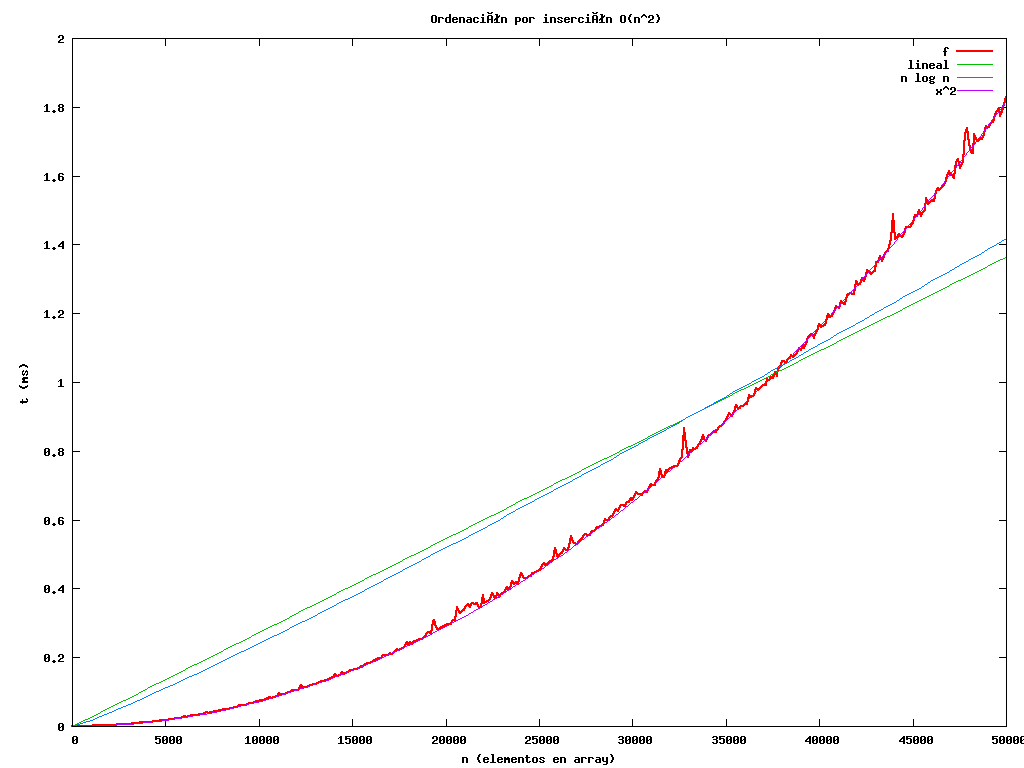 Ordenación por inserción O(n^2)
f
lineal
n log n
x^2
2
1.8
1.6
1.4
1.2
1
0.8
0.6
0.4
0.2
0
t (ms)
0 5000 10000 15000 20000 25000 30000 35000 40000 45000 50000
n (elementos en array)